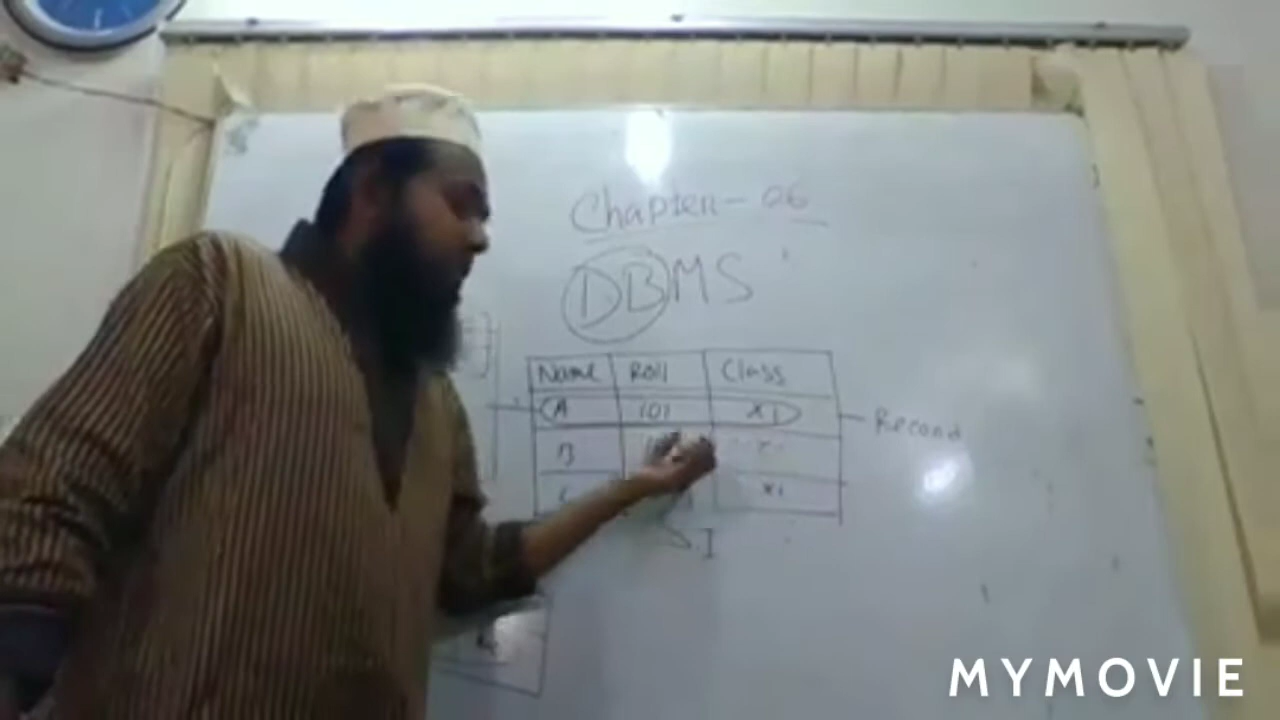 Chapter-06
DBMS
Name Roll Class
A 101 XI
Record
B
C XI
MYMOVIE